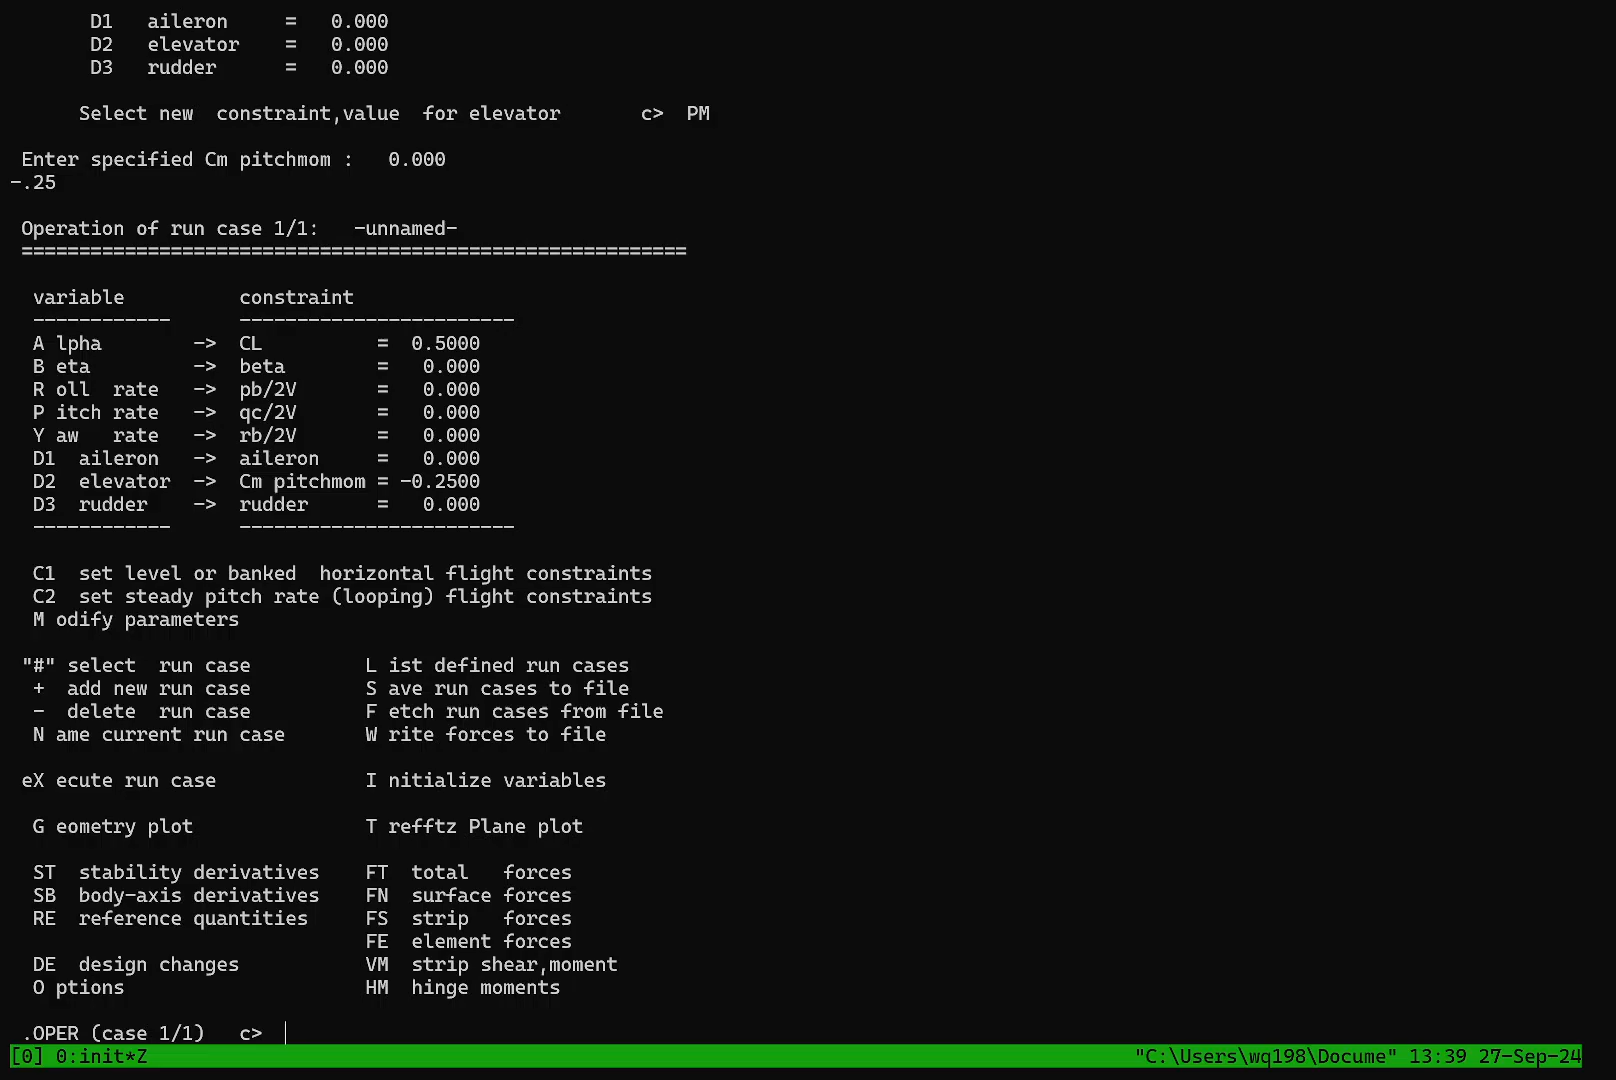 D1   aileron     =   0.000
D2   elevator    =   0.000
D3   rudder      =   0.000
Select new  constraint,value  for elevator       c>  PM
Enter specified Cm pitchmom :   0.000
-.25
Operation of run case 1/1:   -unnamed-
==========================================================
variable          constraint
------------      ------------------------
A lpha        ->  CL          =  0.5000
B eta         ->  beta        =   0.000
R oll  rate   ->  pb/2V       =   0.000
P itch rate   ->  qc/2V       =   0.000
Y aw   rate   ->  rb/2V       =   0.000
D1  aileron   ->  aileron     =   0.000
D2  elevator  ->  Cm pitchmom = -0.2500
D3  rudder    ->  rudder      =   0.000
------------      ------------------------
C1  set level or banked  horizontal flight constraints
C2  set steady pitch rate (looping) flight constraints
M odify parameters
"#" select  run case          L ist defined run cases
+  add new run case           S ave run cases to file
-  delete  run case           F etch run cases from file
N ame current run case       W rite forces to file
eX ecute run case             I nitialize variables
G eometry plot               T refftz Plane plot
ST  stability derivatives    FT  total   forces
SB  body-axis derivatives    FN  surface forces
RE  reference quantities     FS  strip   forces
FE  element forces
DE  design changes           VM  strip shear,moment
O ptions                     HM  hinge moments
.OPER (case 1/1)   c>
[0] 0:init*Z "C:\Users\wq198\Docume" 13:39 27-Sep-24